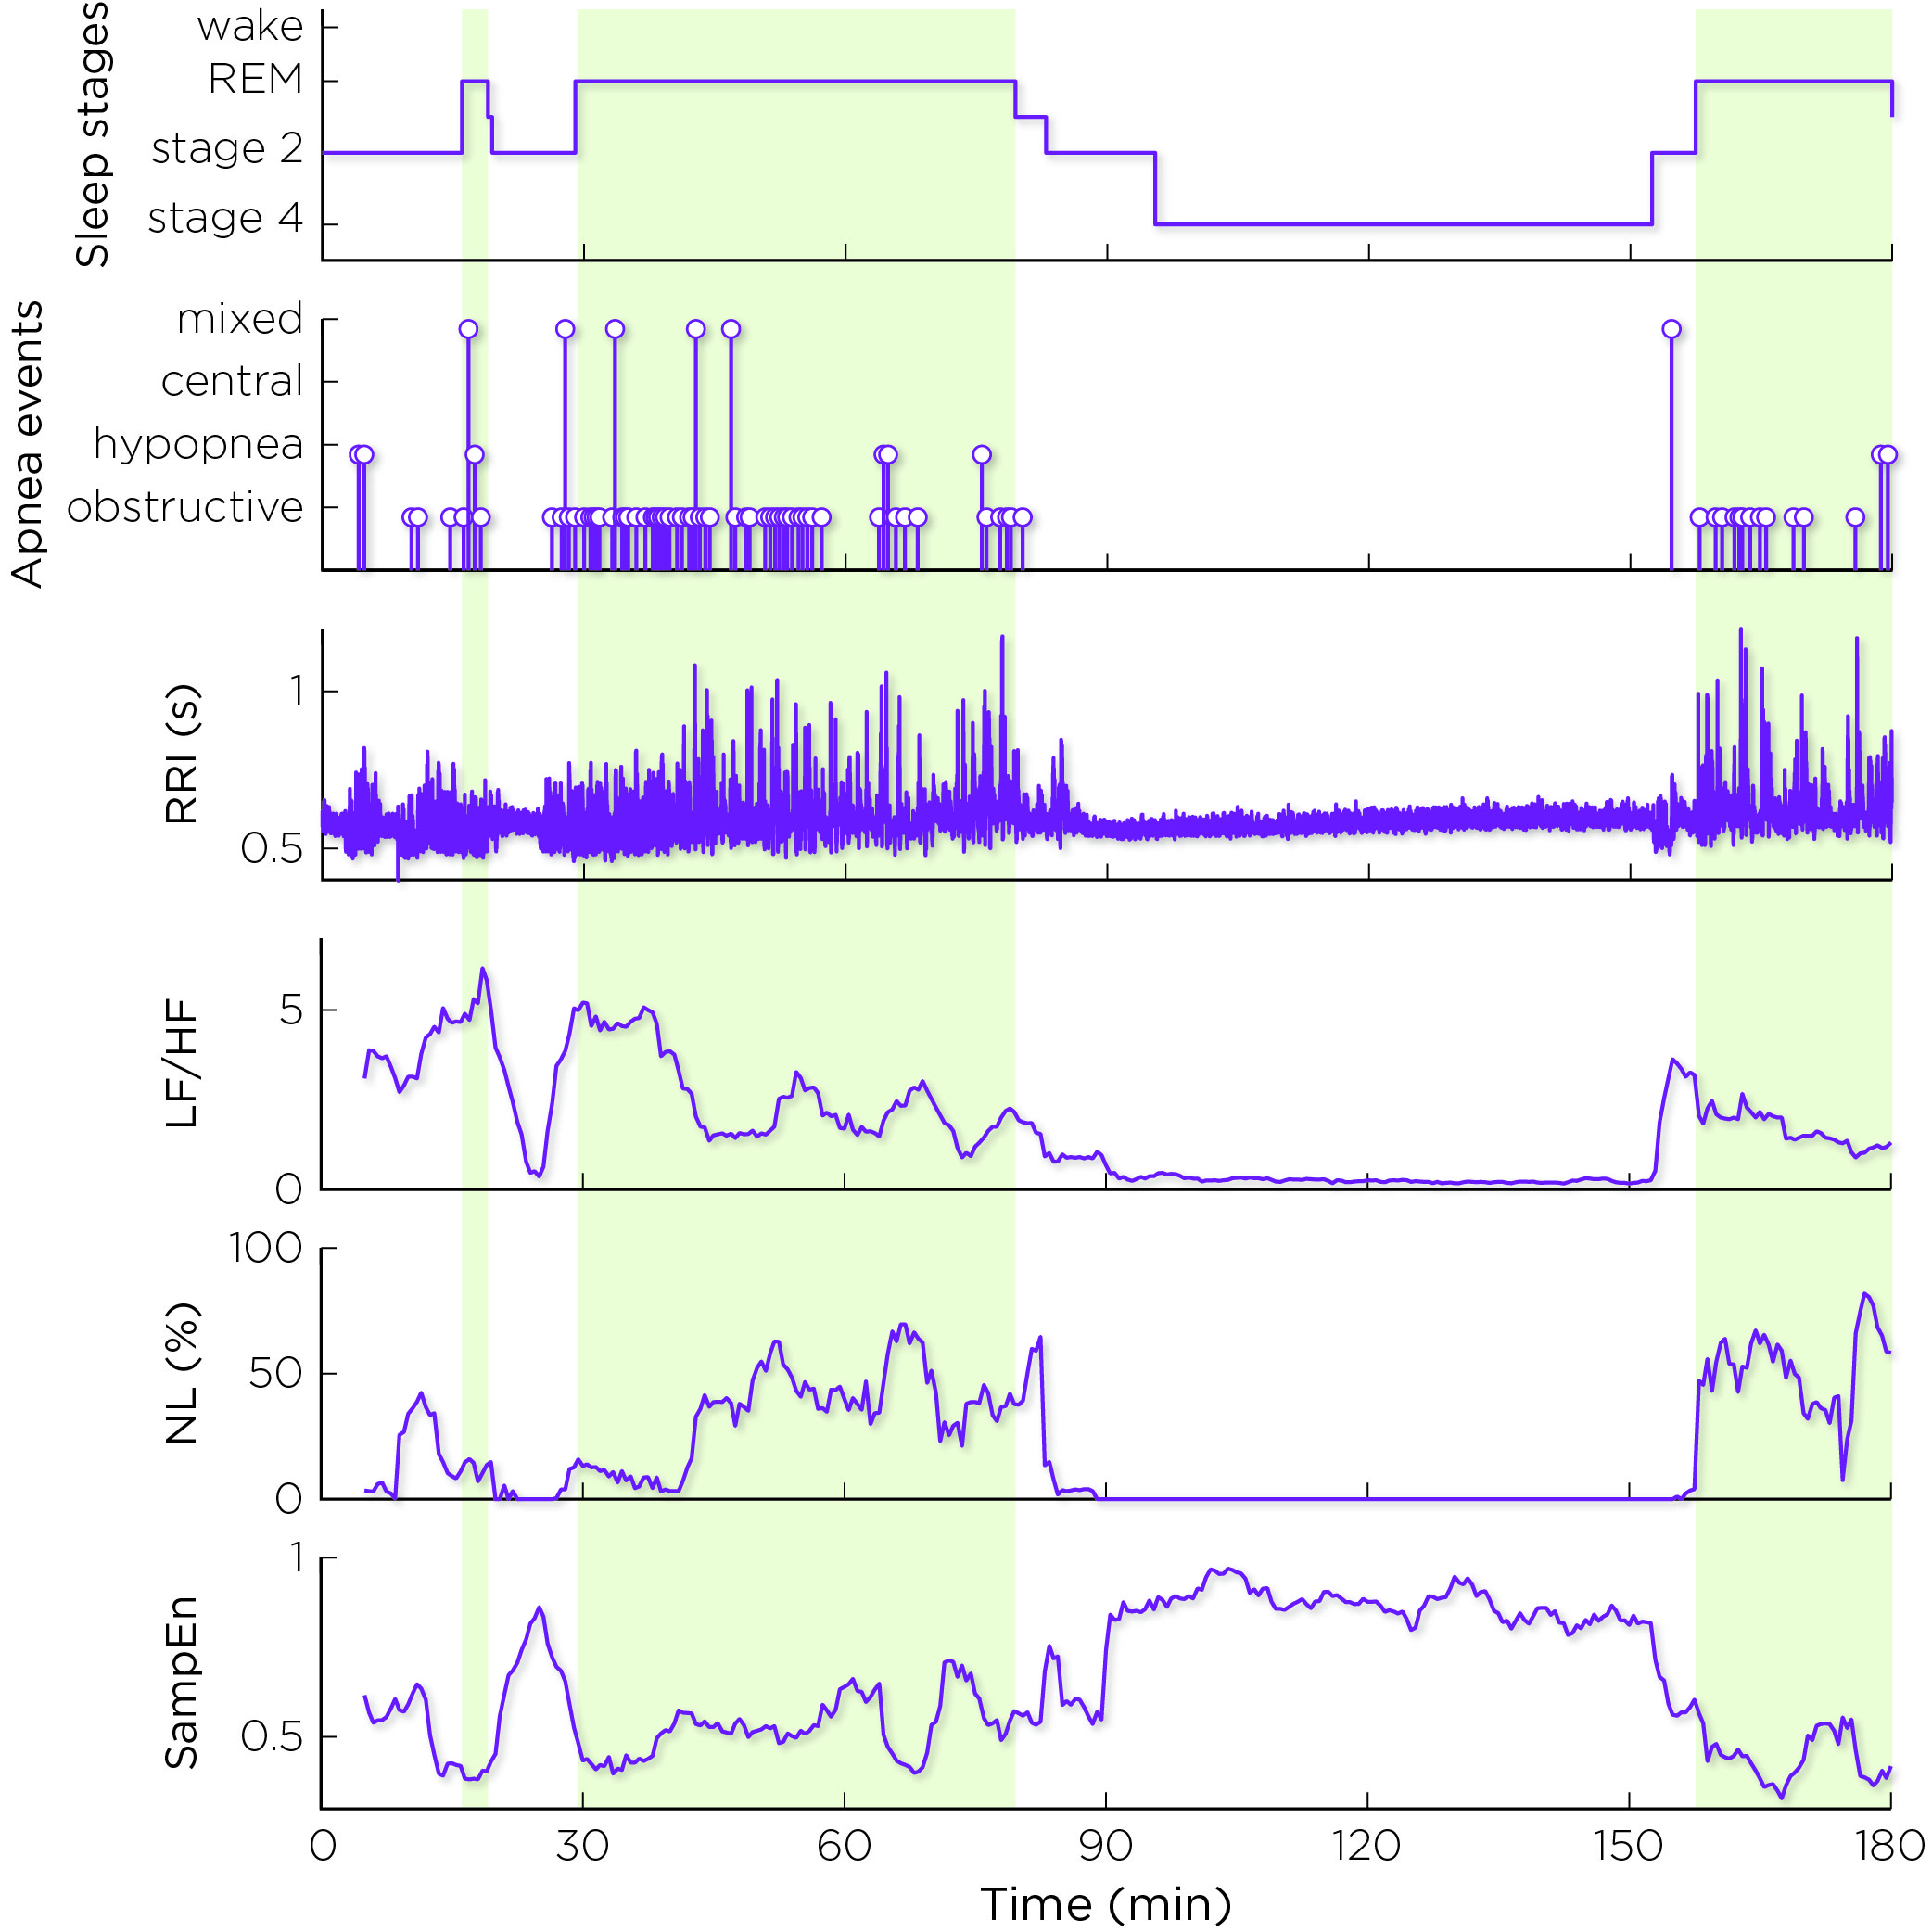 Sleep stages
wake
REM
stage 2
stage 4
Apnea events
mixed
central
hypopnea
obstructive
RRI (s)
1
0.5
LF/HF
5
0
NL (%)
100
50
0
SampEn
1
0.5
0 30 60 90 120 150 180
Time (min)